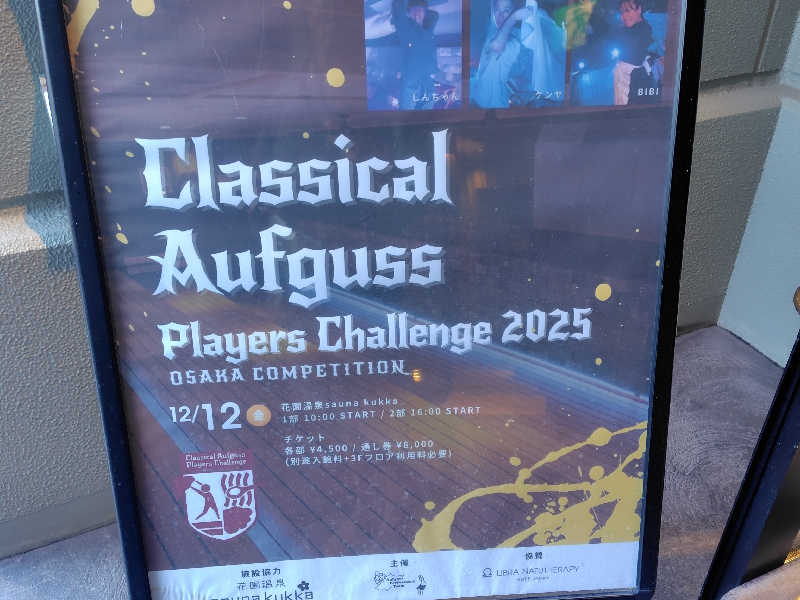 しんちゃん
ケンヤ
BIBI
Classical
Aufguss
Players Challenge 2025
OSAKA COMPETITION
12/12 金
花園温泉sauna kukka
1部 10:00 START / 2部 16:00 START
チケット
各部 ¥4,500 / 通し券 ¥8,000
(別途入館料+3Fフロア利用料必要)
Classical Aufguss
Players Challenge
施設協力
花園温泉
sauna kukka
主催
協賛
LIBRA NATUTHERAPY